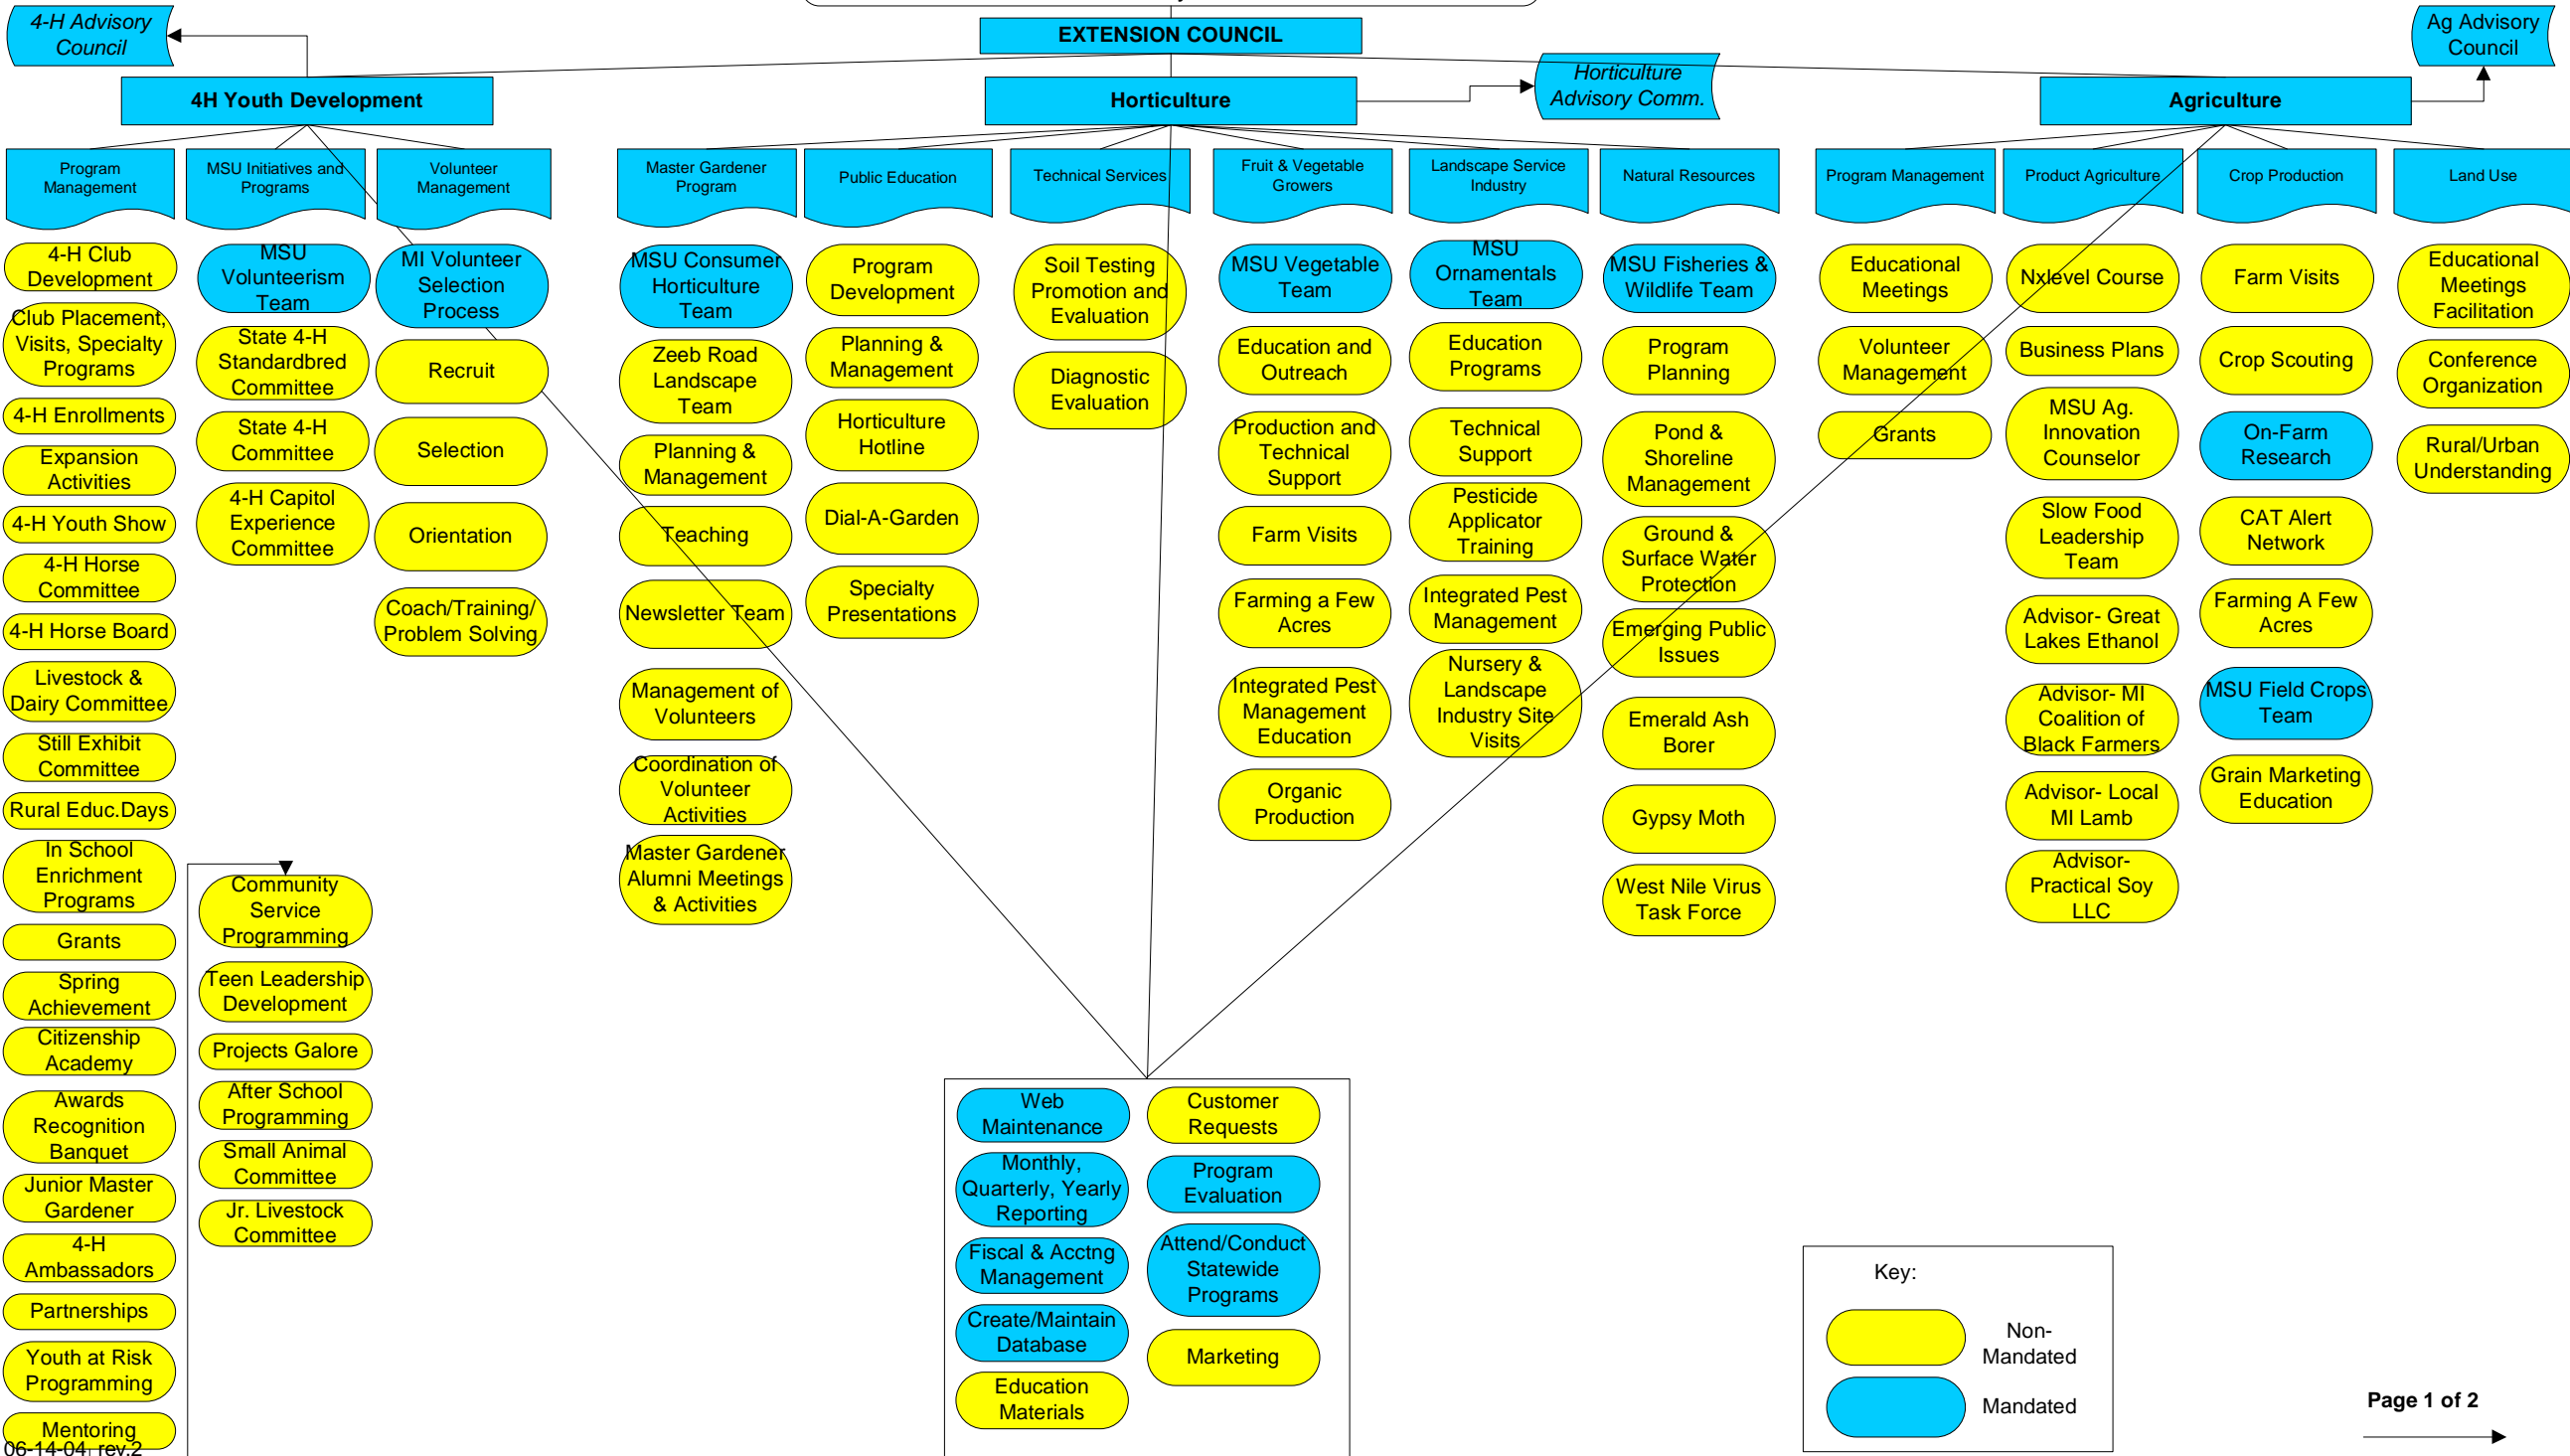 4-H Advisory
Council
EXTENSION COUNCIL
Ag Advisory
Council
4H Youth Development
Horticulture
Horticulture
Advisory Comm.
Agriculture
Program
Management
MSU Initiatives and
Programs
Volunteer
Management
Master Gardener
Program
Public Education
Technical Services
Fruit & Vegetable
Growers
Landscape Service
Industry
Natural Resources
Program Management
Product Agriculture
Crop Production
Land Use
4-H Club
Development
Club Placement,
Visits, Specialty
Programs
4-H Enrollments
Expansion
Activities
4-H Youth Show
4-H Horse
Committee
4-H Horse Board
Livestock &
Dairy Committee
Still Exhibit
Committee
Rural Educ.Days
In School
Enrichment
Programs
Grants
Spring
Achievement
Citizenship
Academy
Awards
Recognition
Banquet
Junior Master
Gardener
4-H
Ambassadors
Partnerships
Youth at Risk
Programming
Mentoring
MSU
Volunteerism
Team
State 4-H
Standardbred
Committee
State 4-H
Committee
4-H Capitol
Experience
Committee
Community
Service
Programming
Teen Leadership
Development
Projects Galore
After School
Programming
Small Animal
Committee
Jr. Livestock
Committee
MI Volunteer
Selection
Process
Recruit
Selection
Orientation
Coach/Training/
Problem Solving
MSU Consumer
Horticulture
Team
Zeeb Road
Landscape
Team
Planning &
Management
Teaching
Newsletter Team
Management of
Volunteers
Coordination of
Volunteer
Activities
Master Gardener
Alumni Meetings
& Activities
Program
Development
Planning &
Management
Horticulture
Hotline
Dial-A-Garden
Specialty
Presentations
Soil Testing
Promotion and
Evaluation
Diagnostic
Evaluation
MSU Vegetable
Team
Education and
Outreach
Production and
Technical
Support
Farm Visits
Farming a Few
Acres
Integrated Pest
Management
Education
Organic
Production
MSU
Ornamentals
Team
Education
Programs
Technical
Support
Pesticide
Applicator
Training
Integrated Pest
Management
Nursery &
Landscape
Industry Site
Visits
MSU Fisheries &
Wildlife Team
Program
Planning
Pond &
Shoreline
Management
Ground &
Surface Water
Protection
Emerging Public
Issues
Emerald Ash
Borer
Gypsy Moth
West Nile Virus
Task Force
Educational
Meetings
Volunteer
Management
Grants
Nxlevel Course
Business Plans
MSU Ag.
Innovation
Counselor
Slow Food
Leadership
Team
Advisor- Great
Lakes Ethanol
Advisor- MI
Coalition of
Black Farmers
Advisor- Local
MI Lamb
Advisor-
Practical Soy
LLC
Farm Visits
Crop Scouting
On-Farm
Research
CAT Alert
Network
Farming A Few
Acres
MSU Field Crops
Team
Grain Marketing
Education
Educational
Meetings
Facilitation
Conference
Organization
Rural/Urban
Understanding
Web
Maintenance
Monthly,
Quarterly, Yearly
Reporting
Fiscal & Acctng
Management
Create/Maintain
Database
Education
Materials
Customer
Requests
Program
Evaluation
Attend/Conduct
Statewide
Programs
Marketing
Key:
Non-
Mandated
Mandated
Page 1 of 2
06-14-04 rev.2